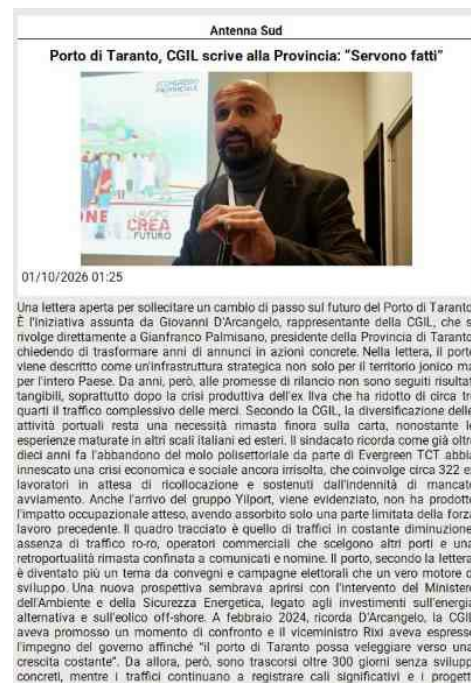 Antenna Sud
Porto di Taranto, CGIL scrive alla Provincia: “Servono fatti”
CONGRESSO
PROVINCIALE
IL LAVORO
CREA
FUTURO
01/10/2026 01:25
Una lettera aperta per sollecitare un cambio di passo sul futuro del Porto di Taranto
È l'iniziativa assunta da Giovanni D'Arcangelo, rappresentante della CGIL, che s
rivolge direttamente a Gianfranco Palmisano, presidente della Provincia di Taranto
chiedendo di trasformare anni di annunci in azioni concrete. Nella lettera, il porto
viene descritto come un'infrastruttura strategica non solo per il territorio jonico ma
per l'intero Paese. Da anni, però, alle promesse di rilancio non sono seguiti risultat
tangibili, soprattutto dopo la crisi produttiva dell'ex Ilva che ha ridotto di circa tr
quarti il traffico complessivo delle merci. Secondo la CGIL, la diversificazione delle
attività portuali resta una necessità rimasta finora sulla carta, nonostante l
esperienze maturate in altri scali italiani ed esteri. Il sindacato ricorda come già oltr
dieci anni fa l'abbandono del molo polisettoriale da parte di Evergreen TCT abbi
innescato una crisi economica e sociale ancora irrisolta, che coinvolge circa 322 e
lavoratori in attesa di ricollocazione e sostenuti dall'indennità di mancato
avviamento. Anche l'arrivo del gruppo Yilport, viene evidenziato, non ha prodott
l'impatto occupazionale atteso, avendo assorbito solo una parte limitata della forza
lavoro precedente. Il quadro tracciato è quello di traffici in costante diminuzione
assenza di traffico ro-ro, operatori commerciali che scelgono altri porti e una
retroportualità rimasta confinata a comunicati e nomine. Il porto, secondo la lettera
è diventato più un tema da convegni e campagne elettorali che un vero motore d
sviluppo. Una nuova prospettiva sembrava aprirsi con l'intervento del Ministero
dell'Ambiente e della Sicurezza Energetica, legato agli investimenti sull'energia
alternativa e sull'eolico off-shore. A febbraio 2024, ricorda D'Arcangelo, la CGIL
aveva promosso un momento di confronto e il viceministro Rixi aveva espresso
l'impegno del governo affinché “il porto di Taranto possa veleggiare verso una
crescita costante”. Da allora, però, sono trascorsi oltre 300 giorni senza svilupp
concreti, mentre i traffici continuano a registrare cali significativi e i progett